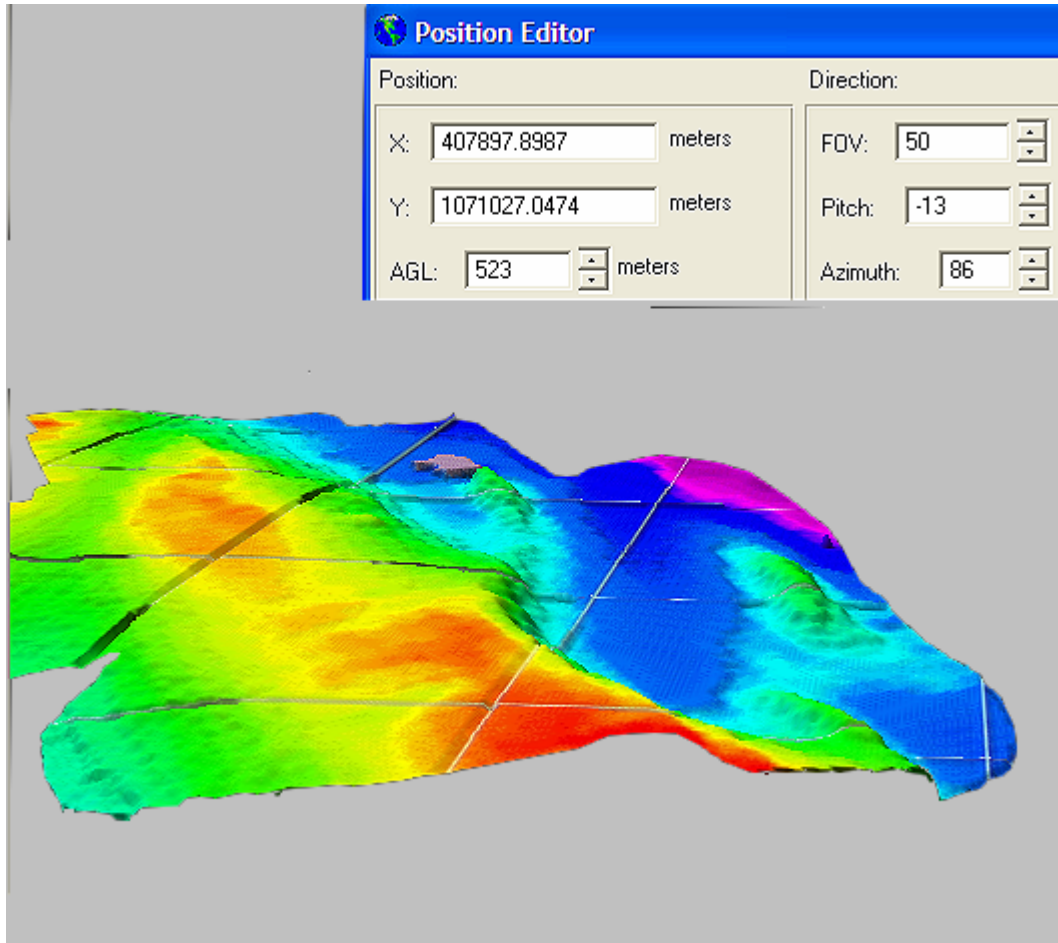 Position Editor
Position:
Direction:
X: 407897.8987 meters
FOV: 50
Y: 1071027.0474 meters
Pitch: -13
AGL: 523 meters
Azimuth: 86